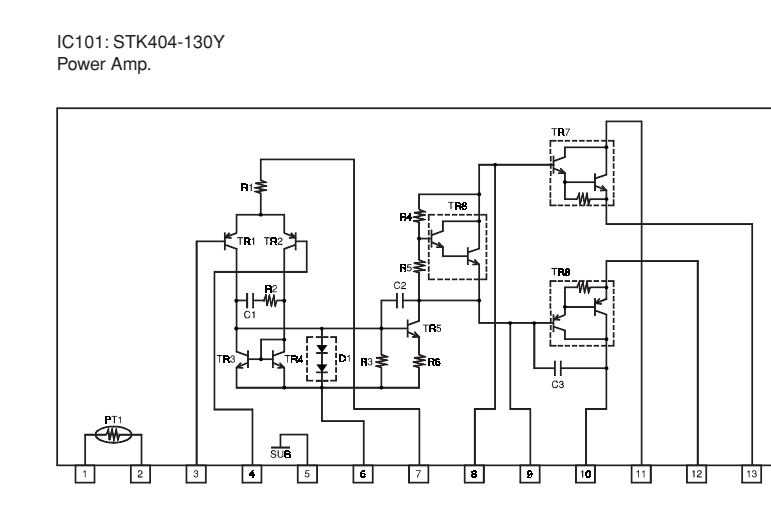 IC101: STK404-130Y
Power Amp.
TR7
R1
TR6
R4
TR1 TR2
R5
TR8
R2
C2
C1
TR5
TR3 TR4 D1 R3 R6
C3
PT1
SUB
1 2 3 4 5 6 7 8 9 10 11 12 13